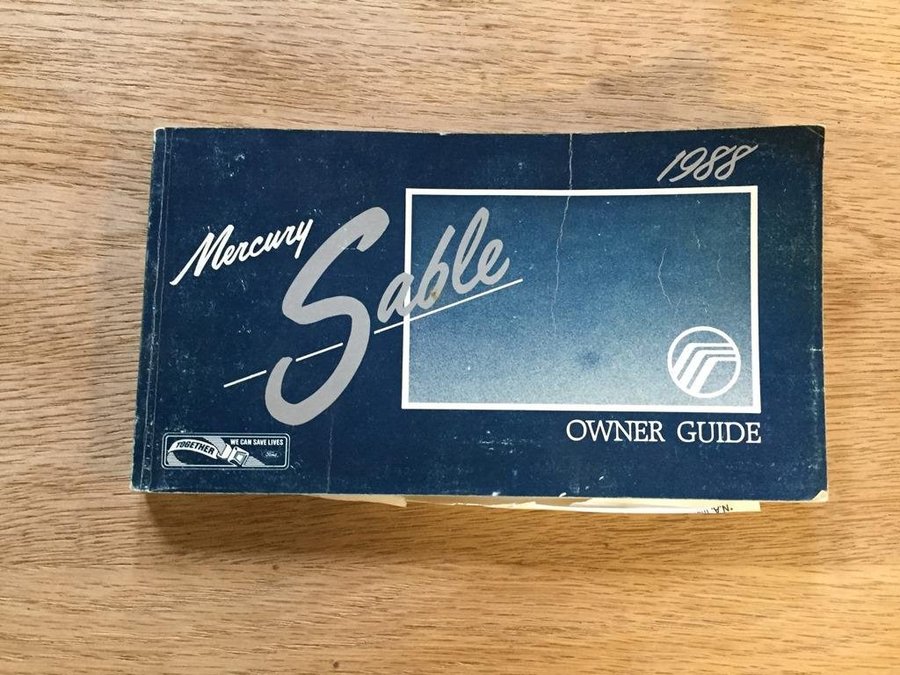 1988
Mercury
Sable
OWNER GUIDE
TOGETHER
WE CAN SAVE LIVES
Ford